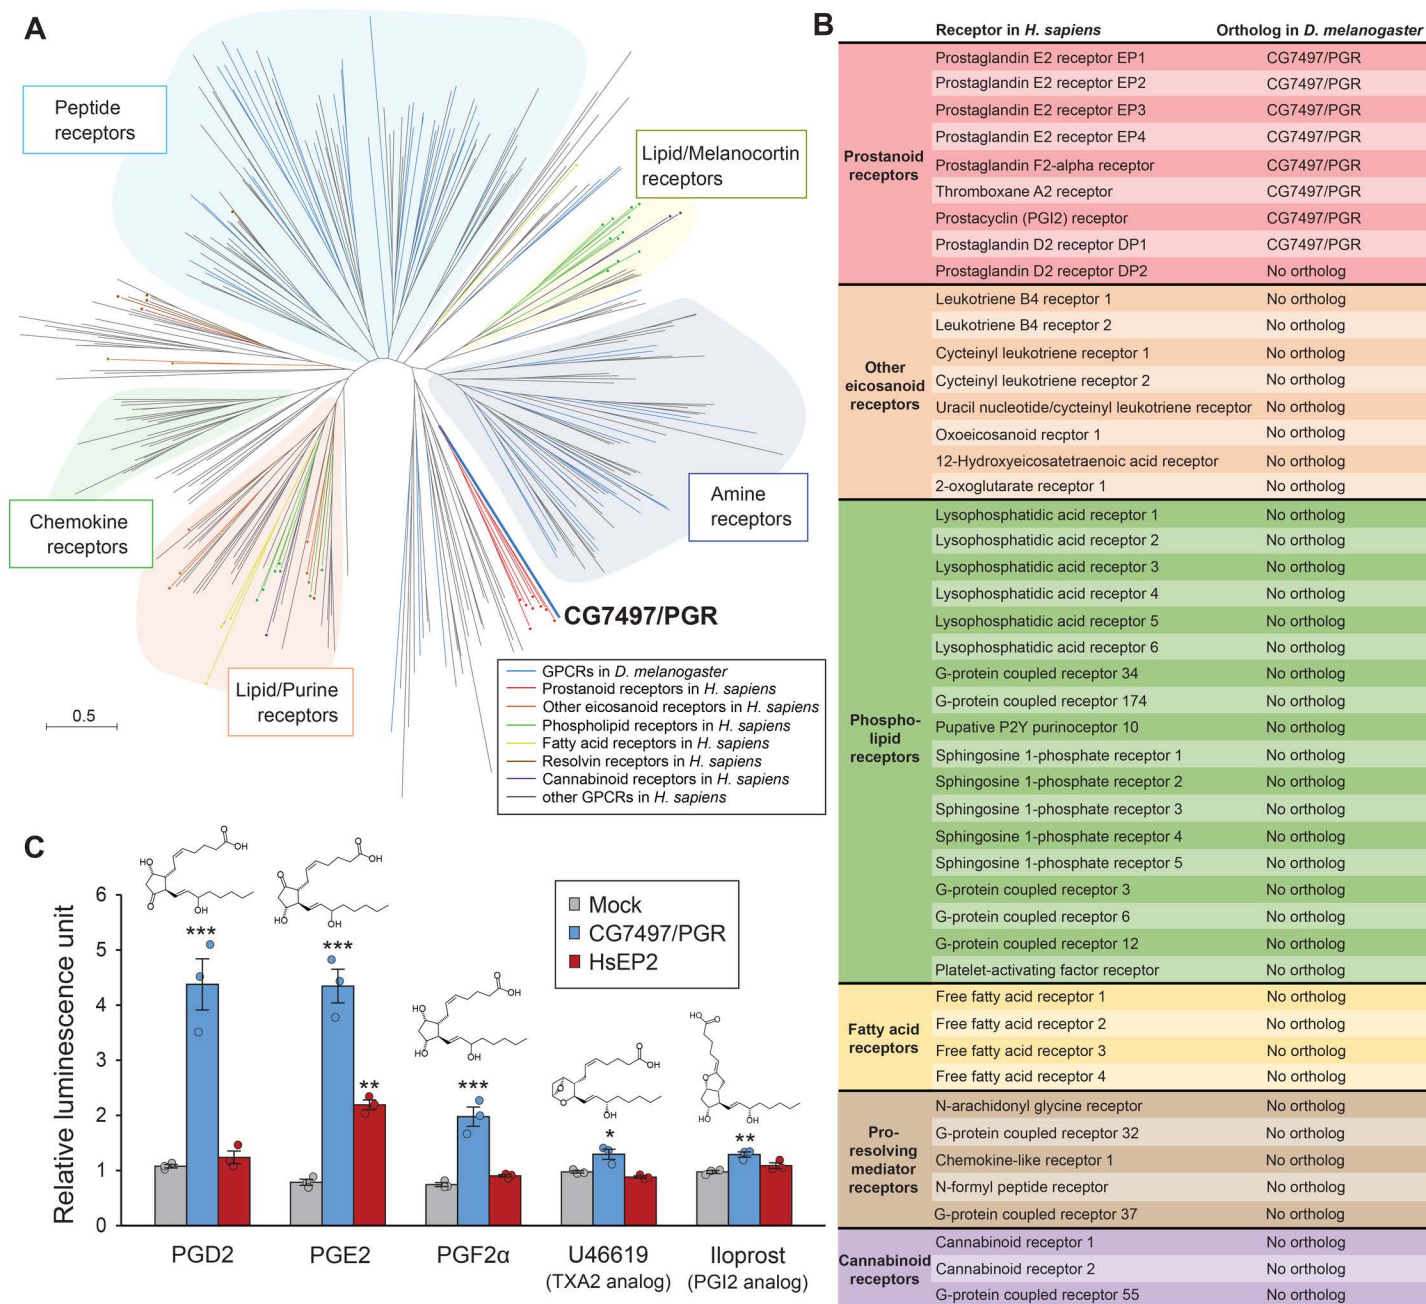 A
Peptide
receptors
Lipid/Melanocortin
receptors
Amine
receptors
Chemokine
receptors
Lipid/Purine
receptors
CG7497/PGR
0.5
GPCRs in D. melanogaster
Prostanoid receptors in H. sapiens
Other eicosanoid receptors in H. sapiens
Phospholipid receptors in H. sapiens
Fatty acid receptors in H. sapiens
Resolvin receptors in H. sapiens
Cannabinoid receptors in H. sapiens
other GPCRs in H. sapiens
B
Receptor in H. sapiens Ortholog in D. melanogaster
Prostanoid
receptors
Prostaglandin E2 receptor EP1 CG7497/PGR
Prostaglandin E2 receptor EP2 CG7497/PGR
Prostaglandin E2 receptor EP3 CG7497/PGR
Prostaglandin E2 receptor EP4 CG7497/PGR
Prostaglandin F2-alpha receptor CG7497/PGR
Thromboxane A2 receptor CG7497/PGR
Prostacyclin (PGI2) receptor CG7497/PGR
Prostaglandin D2 receptor DP1 CG7497/PGR
Prostaglandin D2 receptor DP2 No ortholog
Other
eicosanoid
receptors
Leukotriene B4 receptor 1 No ortholog
Leukotriene B4 receptor 2 No ortholog
Cycteinyl leukotriene receptor 1 No ortholog
Cycteinyl leukotriene receptor 2 No ortholog
Uracil nucleotide/cycteinyl leukotriene receptor No ortholog
Oxoeicosanoid rcptor 1 No ortholog
12-Hydroxyeicosatetraenoic acid receptor No ortholog
2-oxoglutarate receptor 1 No ortholog
Phospho-
lipid
receptors
Lysophosphatidic acid receptor 1 No ortholog
Lysophosphatidic acid receptor 2 No ortholog
Lysophosphatidic acid receptor 3 No ortholog
Lysophosphatidic acid receptor 4 No ortholog
Lysophosphatidic acid receptor 5 No ortholog
Lysophosphatidic acid receptor 6 No ortholog
G-protein coupled receptor 34 No ortholog
G-protein coupled receptor 174 No ortholog
Pupative P2Y purinoceptor 10 No ortholog
Sphingosine 1-phosphate receptor 1 No ortholog
Sphingosine 1-phosphate receptor 2 No ortholog
Sphingosine 1-phosphate receptor 3 No ortholog
Sphingosine 1-phosphate receptor 4 No ortholog
Sphingosine 1-phosphate receptor 5 No ortholog
G-protein coupled receptor 3 No ortholog
G-protein coupled receptor 6 No ortholog
G-protein coupled receptor 12 No ortholog
Platelet-activating factor receptor No ortholog
Fatty acid
receptors
Free fatty acid receptor 1 No ortholog
Free fatty acid receptor 2 No ortholog
Free fatty acid receptor 3 No ortholog
Free fatty acid receptor 4 No ortholog
Pro-
resolving
mediator
receptors
N-arachidonyl glycine receptor No ortholog
G-protein coupled receptor 32 No ortholog
Chemokine-like receptor 1 No ortholog
N-formyl peptide receptor No ortholog
G-protein coupled receptor 37 No ortholog
Cannabinoid
receptors
Cannabinoid receptor 1 No ortholog
Cannabinoid receptor 2 No ortholog
G-protein coupled receptor 55 No ortholog
C
Relative luminescence unit
6
5
4
3
2
1
0
HO
O
OH
O
OH
***
O
O
OH
HO
OH
***
**
HO
O
OH
HO
OH
***
O
O
O
OH
OH
*
HO
O
O
HO
OH
**
Mock
CG7497/PGR
HsEP2
PGD2
PGE2
PGF2α
U46619
(TXA2 analog)
Iloprost
(PGI2 analog)